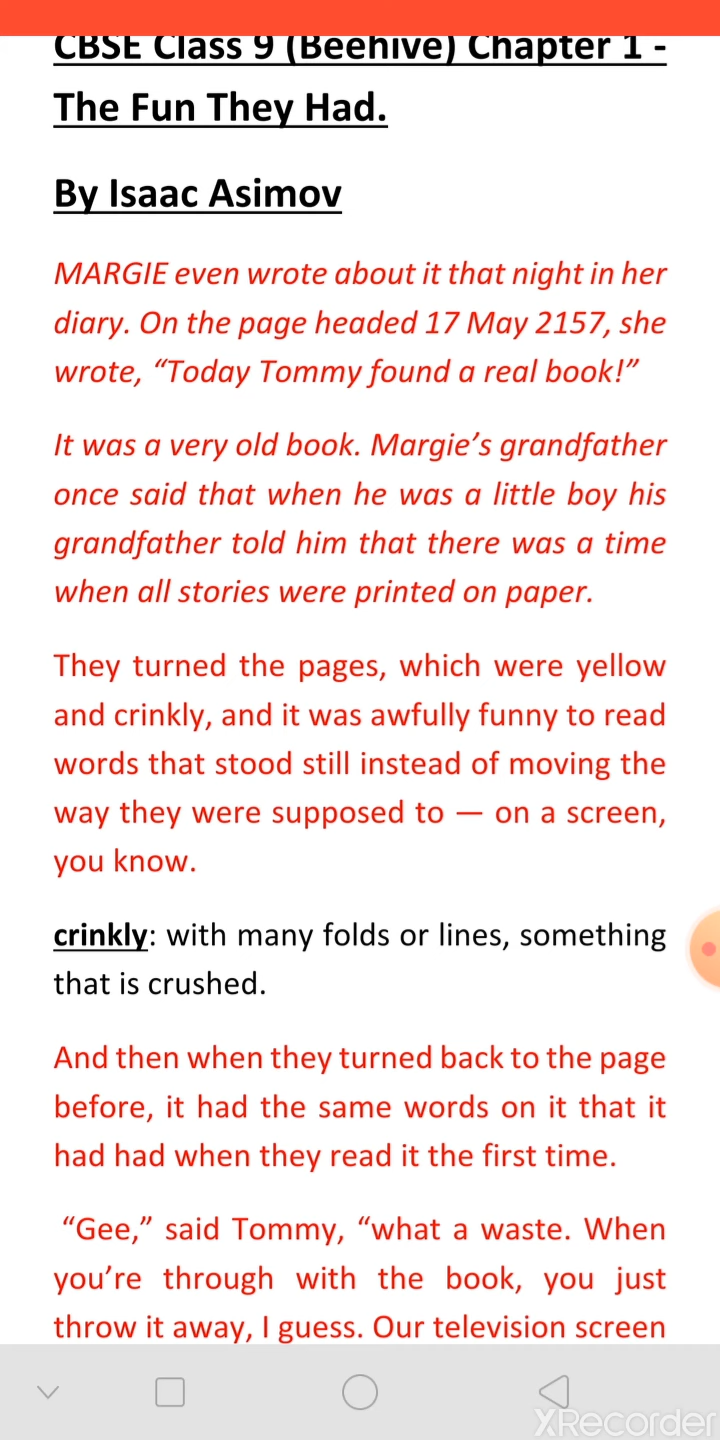 CBSE Class 9 (Beehive) Chapter 1 -
The Fun They Had.
By Isaac Asimov
MARGIE even wrote about it that night in her
diary. On the page headed 17 May 2157, she
wrote, “Today Tommy found a real book!”
It was a very old book. Margie’s grandfather
once said that when he was a little boy his
grandfather told him that there was a time
when all stories were printed on paper.
They turned the pages, which were yellow
and crinkly, and it was awfully funny to read
words that stood still instead of moving the
way they were supposed to — on a screen,
you know.
crinkly: with many folds or lines, something
that is crushed.
And then when they turned back to the page
before, it had the same words on it that it
had had when they read it the first time.
“Gee,” said Tommy, “what a waste. When
you’re through with the book, you just
throw it away, I guess. Our television screen
XRecorder